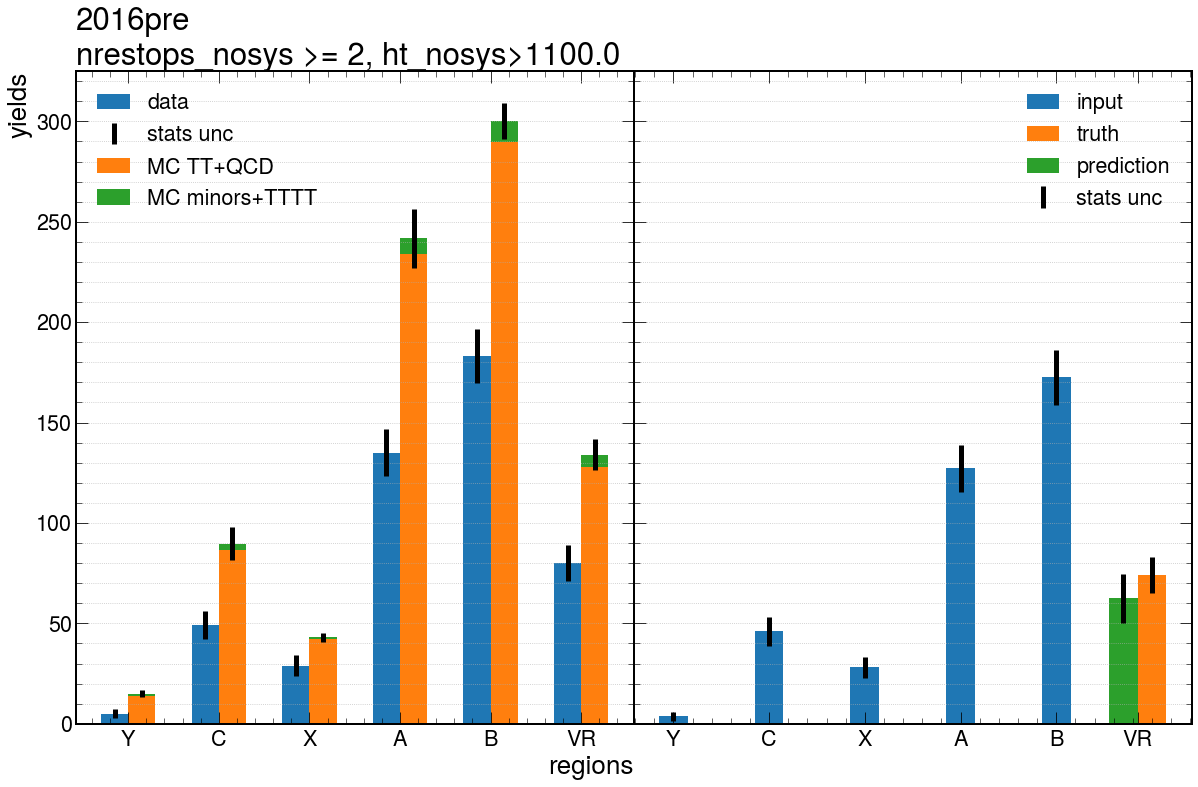 2016pre
nrestops_nosys >= 2, ht_nosys>1100.0
yields
300
250
200
150
100
50
0
data
stats unc
MC TT+QCD
MC minors+TTTT
Y C X A B VR
input
truth
prediction
stats unc
Y C X A B VR
regions